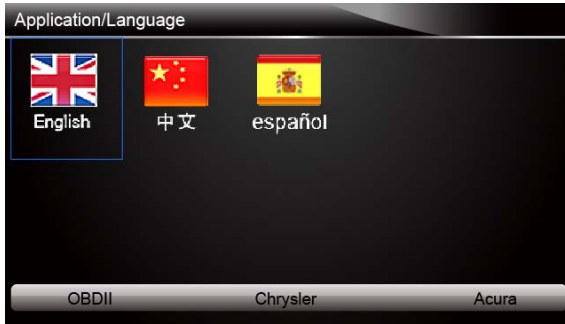 Application/Language
English 中文 español
OBDII Chrysler Acura